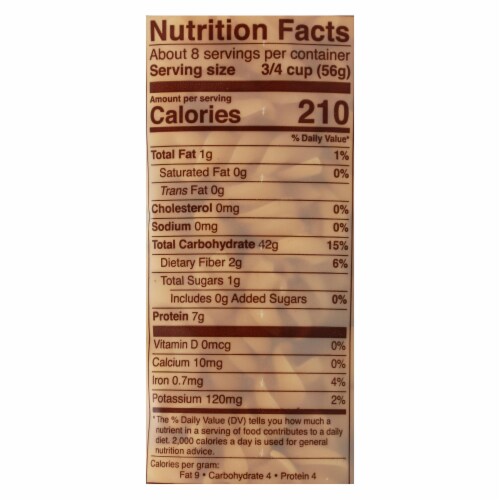 Nutrition Facts
About 8 servings per container
Serving size 3/4 cup (56g)
Amount per serving
Calories 210
% Daily Value*
Total Fat 1g 1%
Saturated Fat 0g 0%
Trans Fat 0g
Cholesterol 0mg 0%
Sodium 0mg 0%
Total Carbohydrate 42g 15%
Dietary Fiber 2g 6%
Total Sugars 1g
Includes 0g Added Sugars 0%
Protein 7g
Vitamin D 0mcg 0%
Calcium 10mg 0%
Iron 0.7mg 4%
Potassium 120mg 2%
*The % Daily Value (DV) tells you how much a
nutrient in a serving of food contributes to a daily
diet. 2,000 calories a day is used for general
nutrition advice.
Calories per gram:
Fat 9 • Carbohydrate 4 • Protein 4